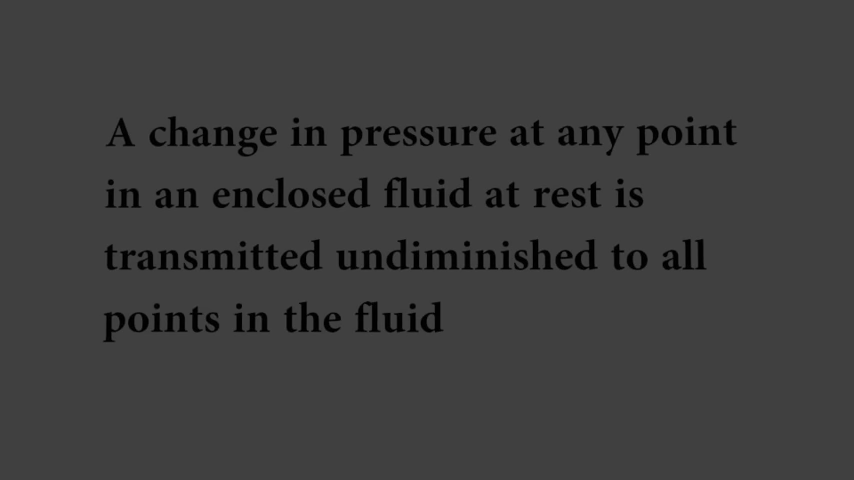 A change in pressure at any point
in an enclosed fluid at rest is
transmitted undiminished to all
points in the fluid